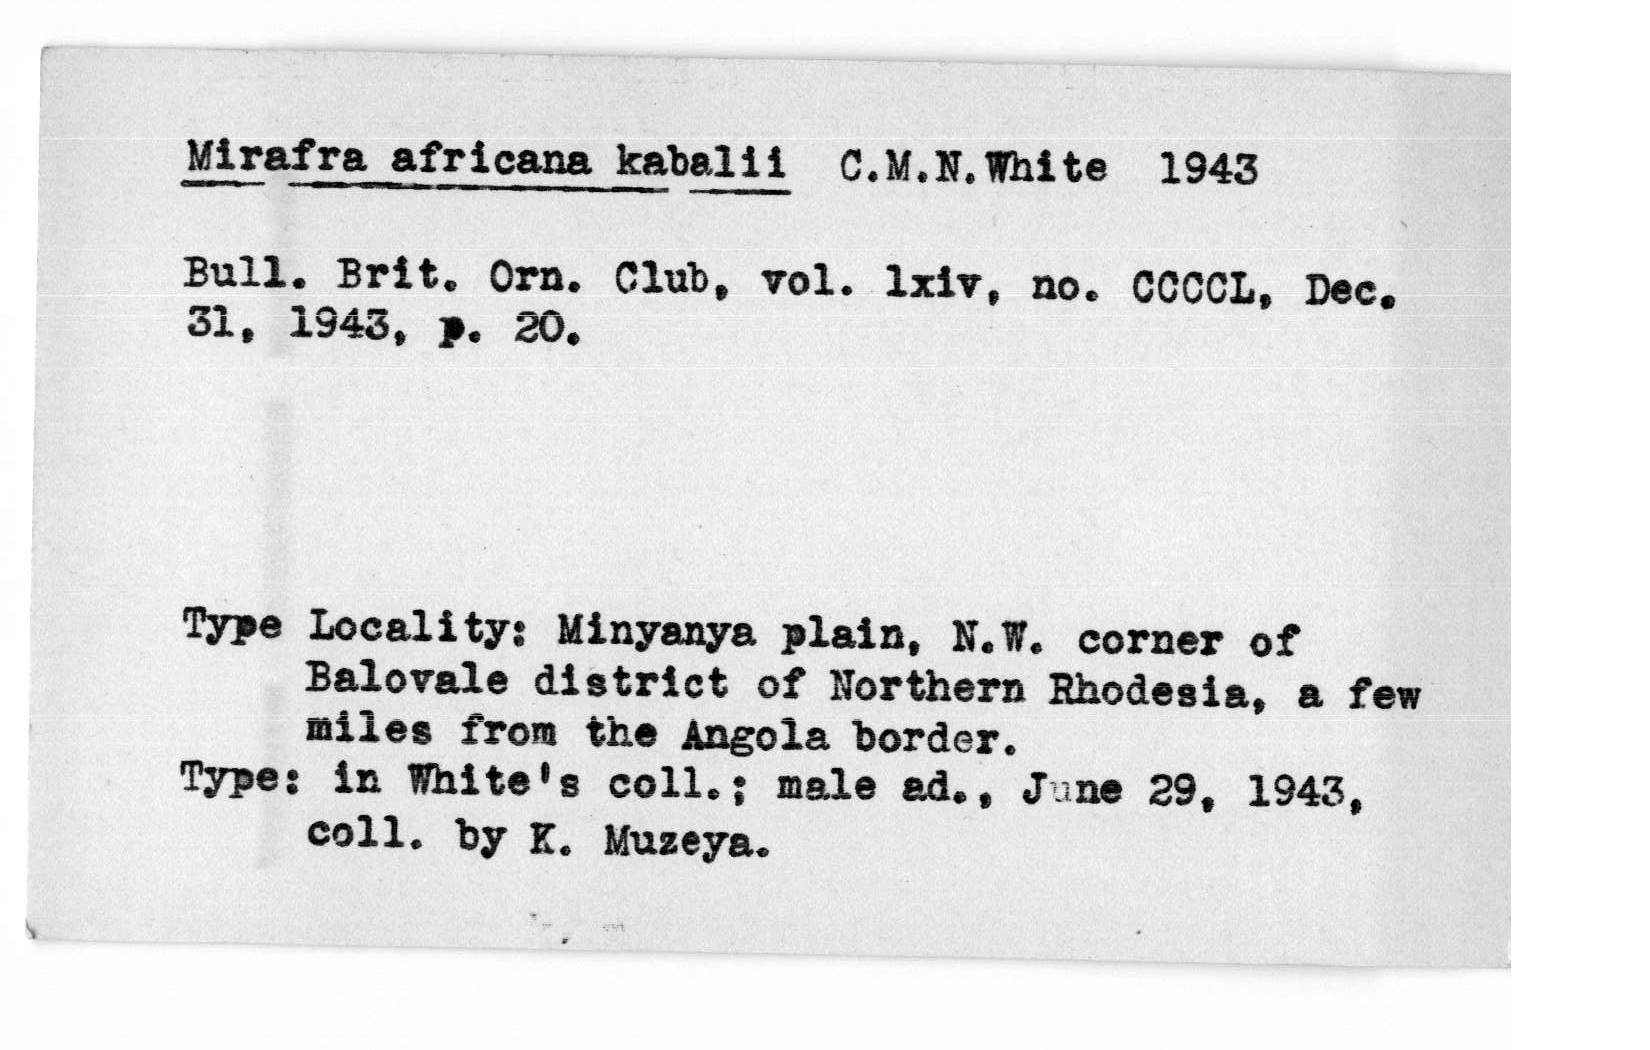 Mirafra africana kabalii C.M.N.White 1943
Bull. Brit. Orn. Club, vol. lxiv, no. CCCCL, Dec.
31, 1943, p. 20.
Type Locality: Minyanya plain, N.W. corner of
Balovale district of Northern Rhodesia, a few
miles from the Angola border.
Type: in White's coll.; male ad., June 29, 1943,
coll. by K. Muzeya.